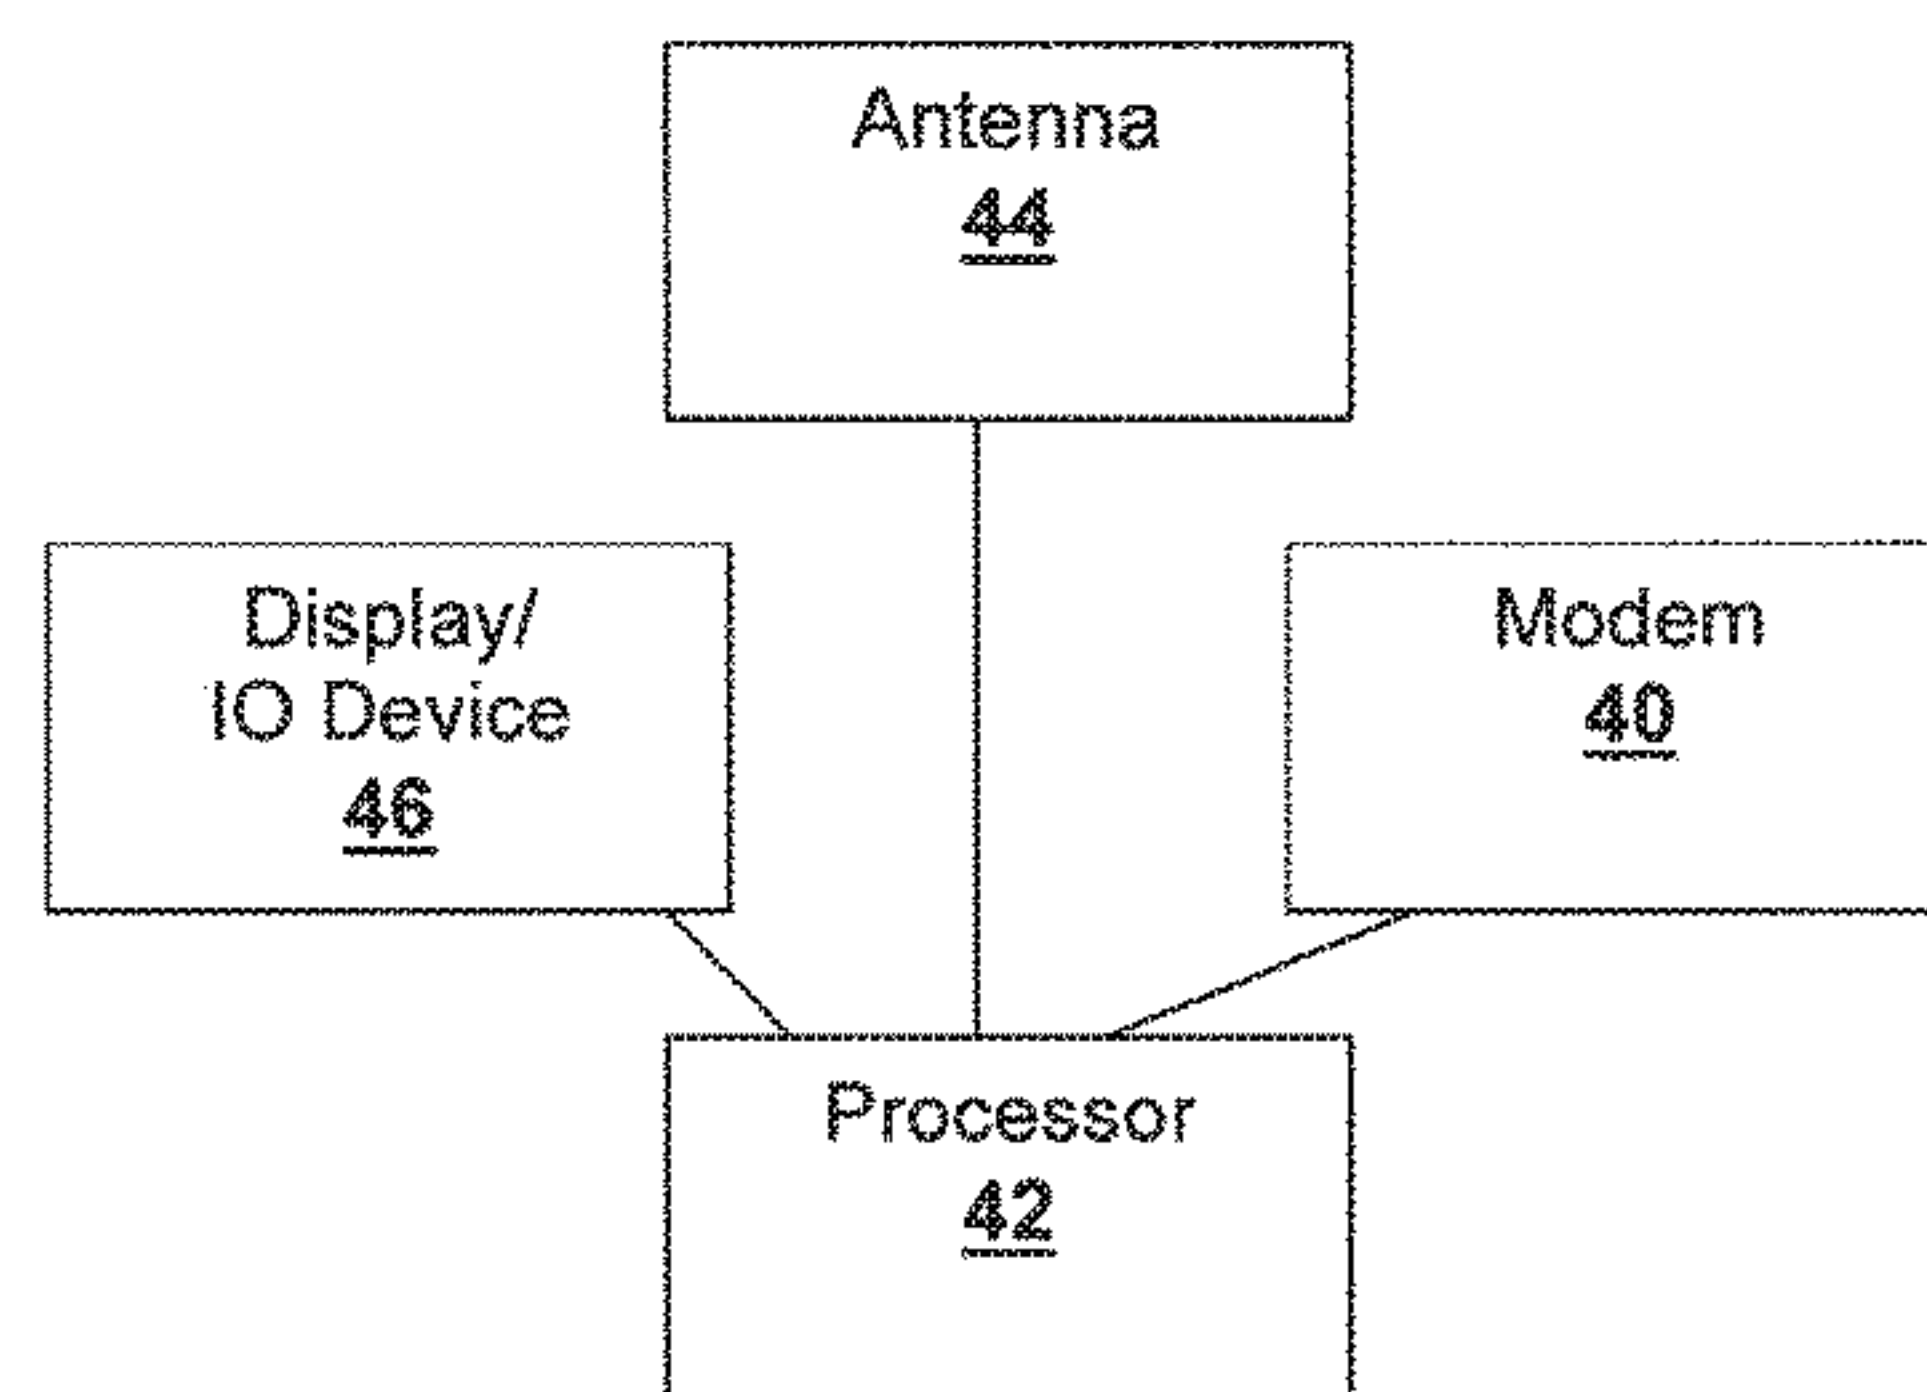 Antenna
44
Display/
IO Device
46
Modem
40
Processor
42